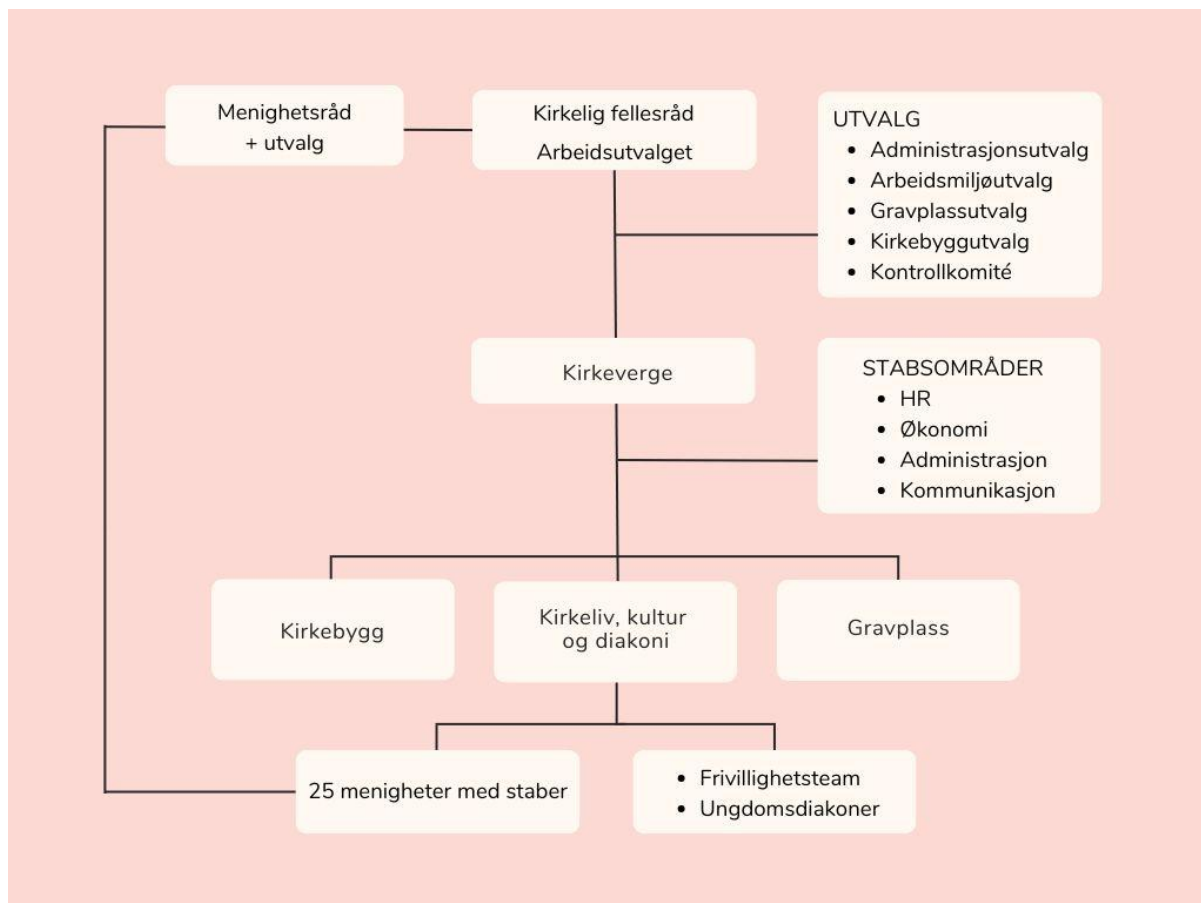 Menighetsråd
+ utvalg
Kirkelig fellesråd
Arbeidsutvalget
UTVALG
• Administrasjonsutvalg
• Arbeidsmiljøutvalg
• Gravplassutvalg
• Kirkebyggutvalg
• Kontrollkomité
Kirkeverge
STABSOMRÅDER
• HR
• Økonomi
• Administrasjon
• Kommunikasjon
Kirkebygg
Kirkeliv, kultur
og diakoni
Gravplass
25 menigheter med staber
• Frivillighetsteam
• Ungdomsdiakoner